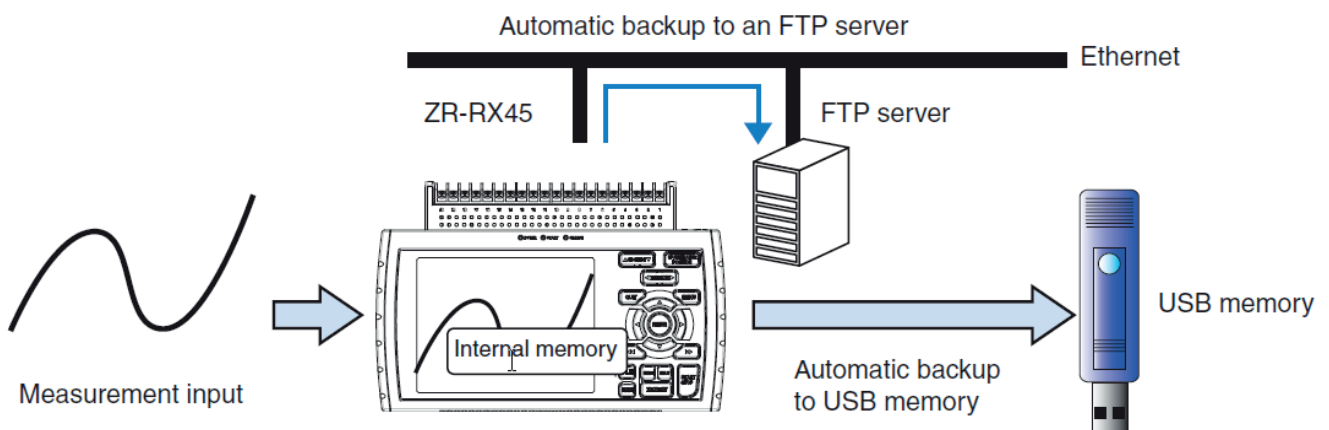 Automatic backup to an FTP server
Ethernet
ZR-RX45
FTP server
Internal memory
USB memory
Measurement input
Automatic backup
to USB memory